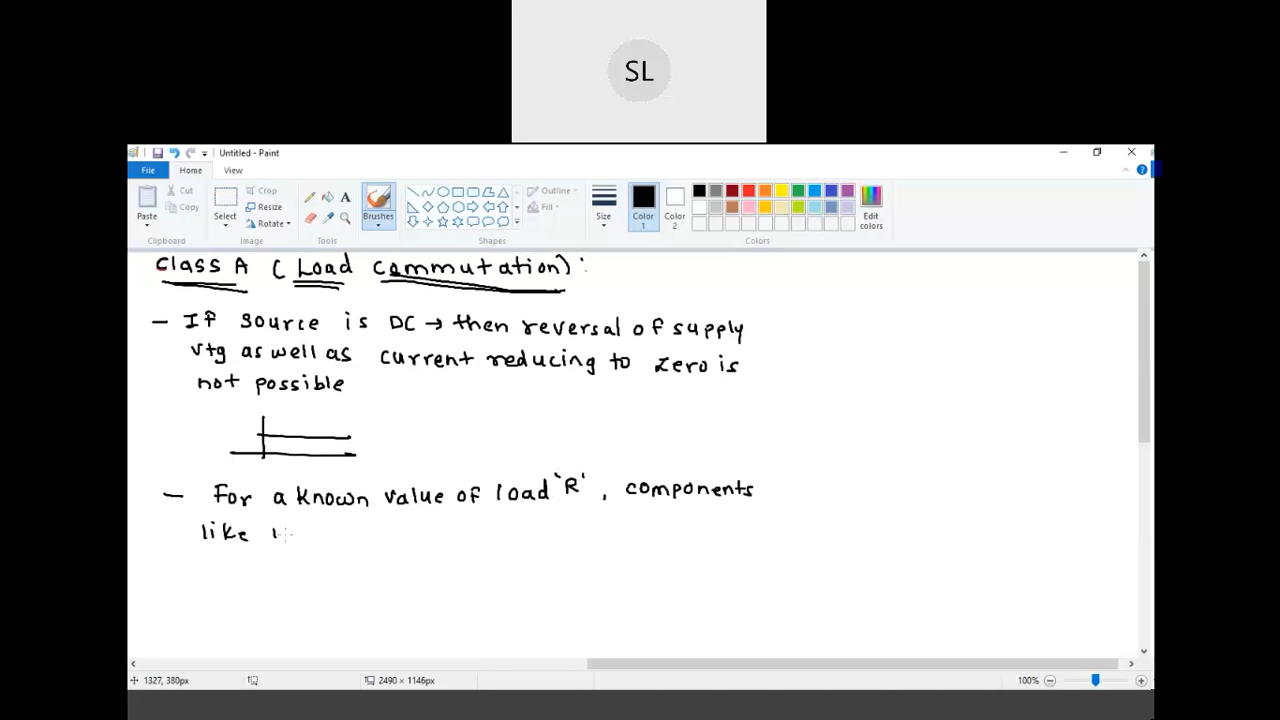 SL
Untitled - Paint
File Home View
Cut
Copy
Paste
Clipboard
Crop
Resize
Rotate
Select
Image
Tools
Brushes
Outline
Fill
Shapes
Size
Color 1
Color 2
Edit colors
Colors
Class A ( Load Commutation) :
- If source is DC → then reversal of supply
vtg as well as current reducing to zero is
not possible
- For a known value of load 'R' , components
like
1327, 380px
2490 × 1146px
100%